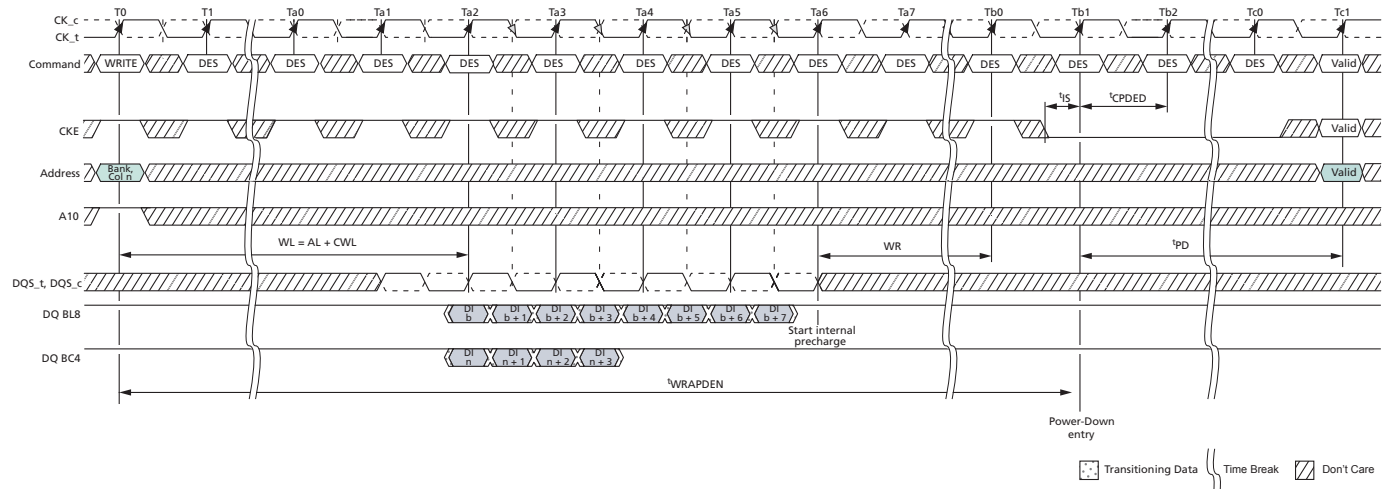 T0 T1 Ta0 Ta1 Ta2 Ta3 Ta4 Ta5 Ta6 Ta7 Tb0 Tb1 Tb2 Tc0 Tc1
CK_c
CK_t
Command WRITE DES DES DES DES DES DES DES DES DES DES DES DES DES Valid
tIS tCPDED
CKE Valid
Address Bank, Col n Valid
A10
WL = AL + CWL WR tPD
DQS_t, DQS_c
DQ BL8 DI b DI b + 1 DI b + 2 DI b + 3 DI b + 4 DI b + 5 DI b + 6 DI b + 7
Start internal
precharge
DQ BC4 DI n DI n + 1 DI n + 2 DI n + 3
tWRAPDEN
Power-Down
entry
Transitioning Data Time Break Don't Care